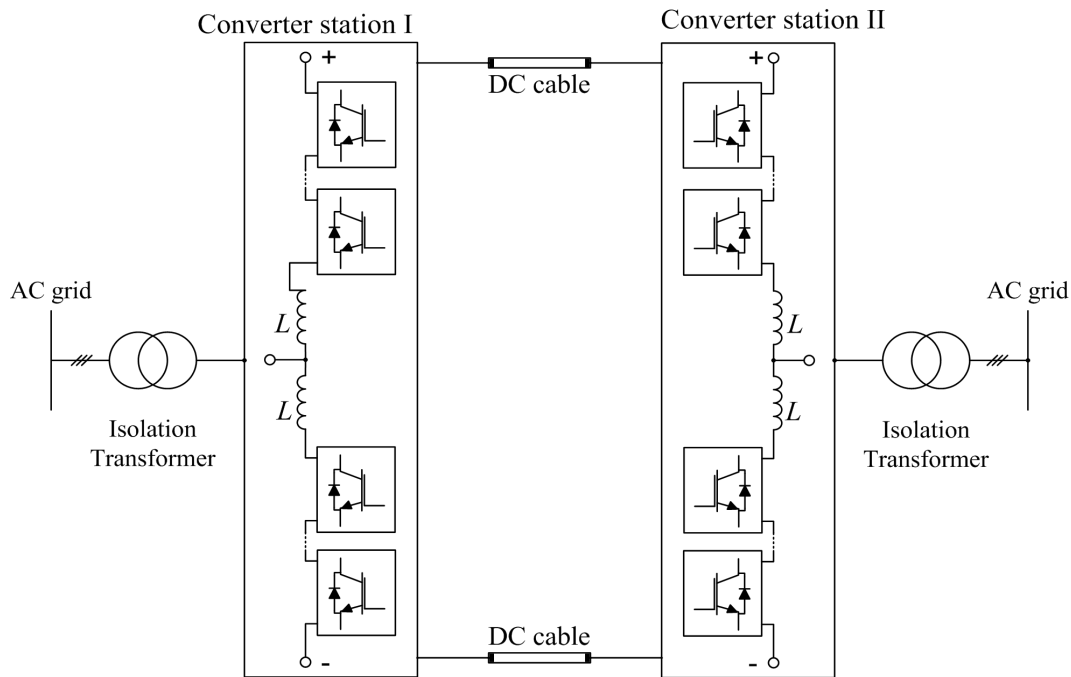 Converter station I
Converter station II
+
+
DC cable
AC grid
AC grid
L
L
L
L
Isolation
Transformer
Isolation
Transformer
DC cable
-
-